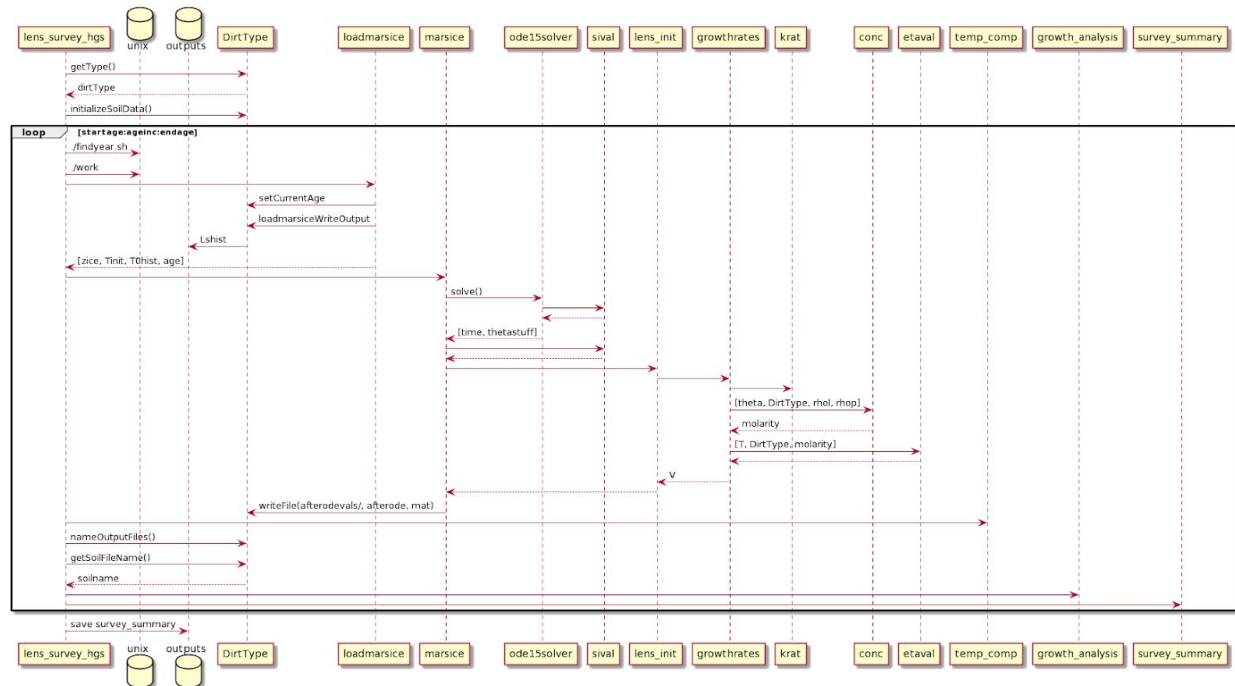 lens_survey_hgs
unix
outputs
DirtType
loadmarsice
marsice
ode15solver
sival
lens_init
growthrates
krat
conc
etaval
temp_comp
growth_analysis
survey_summary
getType()
dirtType
initializeSoilData()
loop [startage:ageinc:endage]
./findyear.sh
./work
setCurrentAge
loadmarsiceWriteOutput
Lshist
[zice, Tinit, T0hist, age]
solve()
[time, thetastuff]
[theta, DirtType, rhol, rhop]
molarity
[T, DirtType, molarity]
V
writeFile(afterodevals/, afterode, mat)
nameOutputFiles()
getSoilFileName()
soilname
save survey_summary
lens_survey_hgs
unix
outputs
DirtType
loadmarsice
marsice
ode15solver
sival
lens_init
growthrates
krat
conc
etaval
temp_comp
growth_analysis
survey_summary